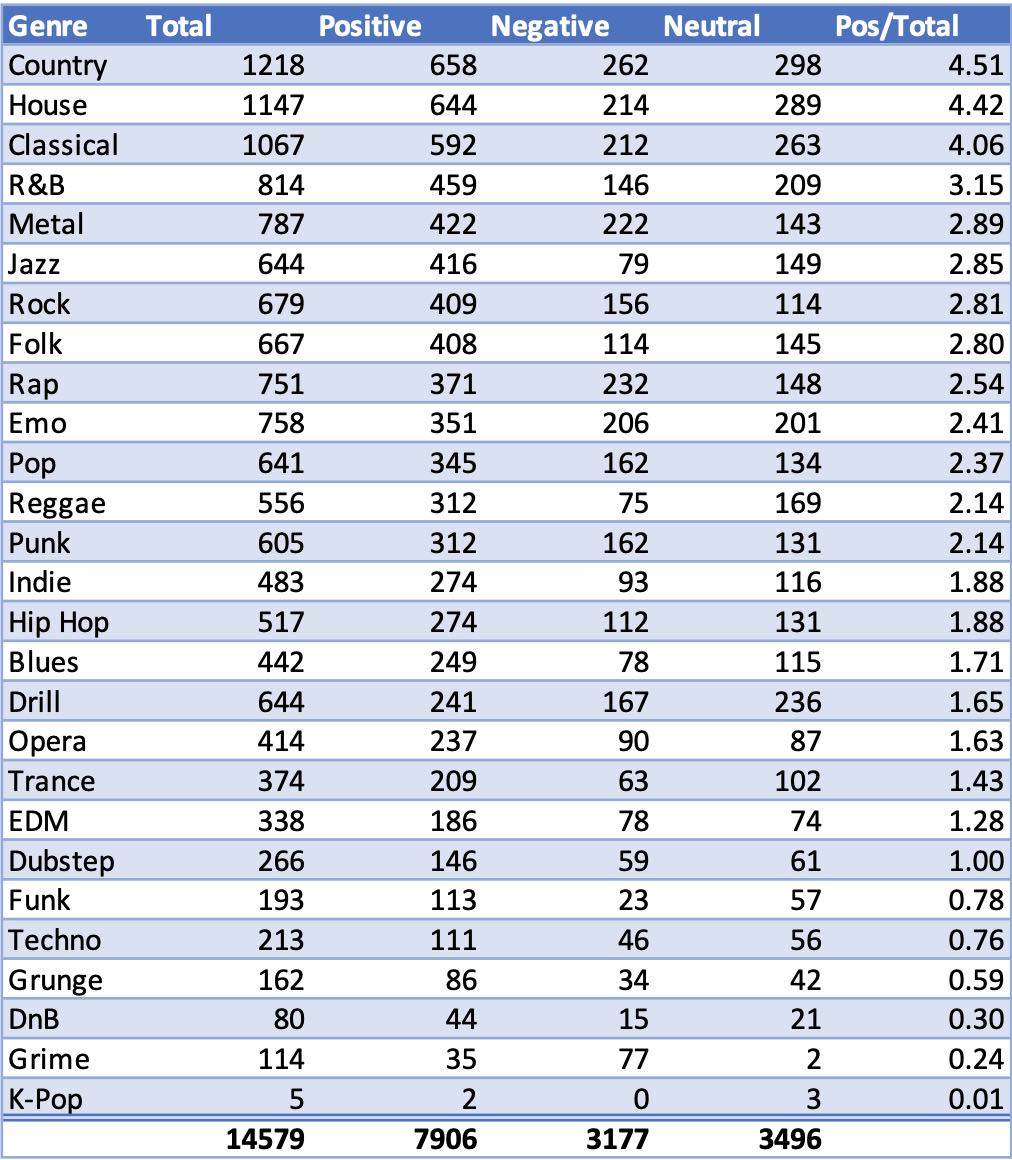 Genre Total Positive Negative Neutral Pos/Total
Country 1218 658 262 298 4.51
House 1147 644 214 289 4.42
Classical 1067 592 212 263 4.06
R&B 814 459 146 209 3.15
Metal 787 422 222 143 2.89
Jazz 644 416 79 149 2.85
Rock 679 409 156 114 2.81
Folk 667 408 114 145 2.80
Rap 751 371 232 148 2.54
Emo 758 351 206 201 2.41
Pop 641 345 162 134 2.37
Reggae 556 312 75 169 2.14
Punk 605 312 162 131 2.14
Indie 483 274 93 116 1.88
Hip Hop 517 274 112 131 1.88
Blues 442 249 78 115 1.71
Drill 644 241 167 236 1.65
Opera 414 237 90 87 1.63
Trance 374 209 63 102 1.43
EDM 338 186 78 74 1.28
Dubstep 266 146 59 61 1.00
Funk 193 113 23 57 0.78
Techno 213 111 46 56 0.76
Grunge 162 86 34 42 0.59
DnB 80 44 15 21 0.30
Grime 114 35 77 2 0.24
K-Pop 5 2 0 3 0.01
14579 7906 3177 3496